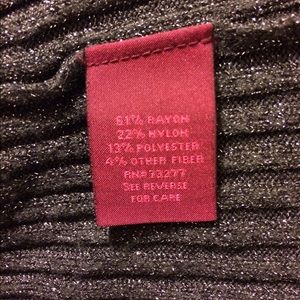 61% RAYON
22% NYLON
13% POLYESTER
4% OTHER FIBER
RN#73277
SEE REVERSE
FOR CARE